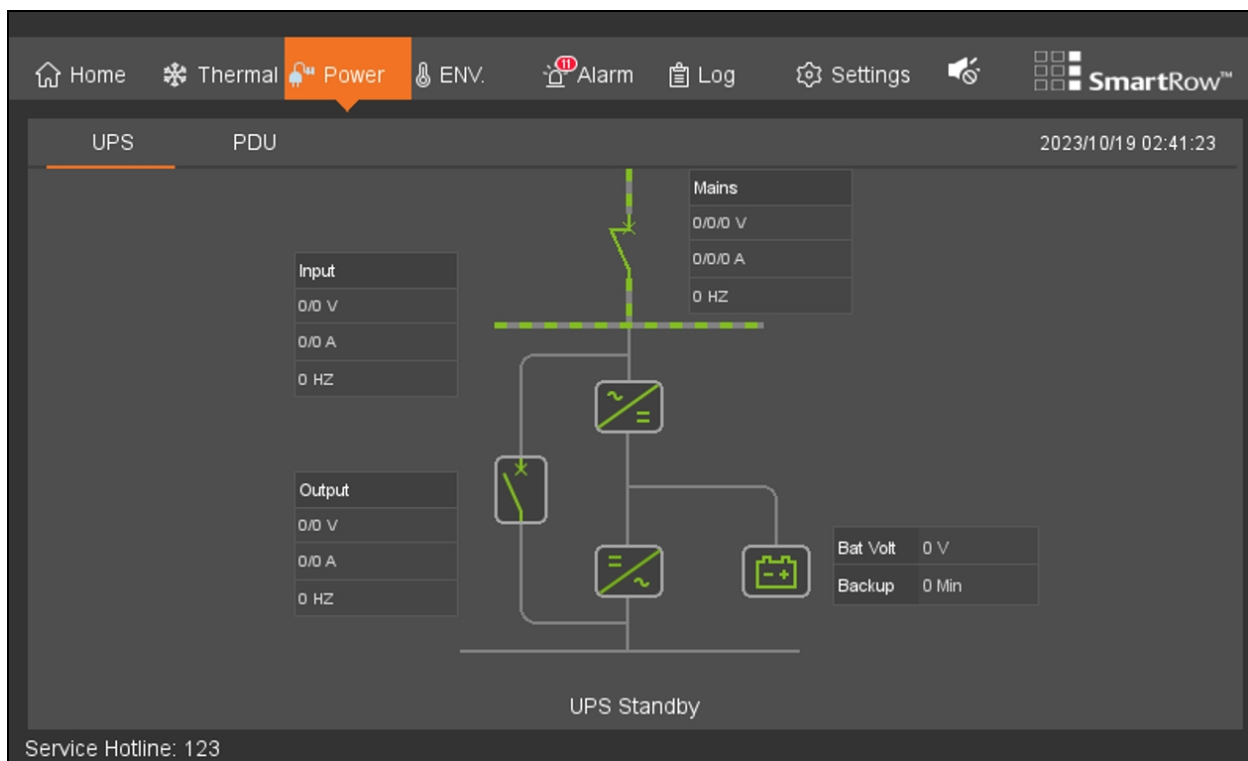 Home Thermal Power ENV. 11 Alarm Log Settings SmartRow™
UPS PDU 2023/10/19 02:41:23
Mains
0/0/0 V
0/0/0 A
0 HZ
Input
0/0 V
0/0 A
0 HZ
Output
0/0 V
0/0 A
0 HZ
Bat Volt 0 V
Backup 0 Min
UPS Standby
Service Hotline: 123